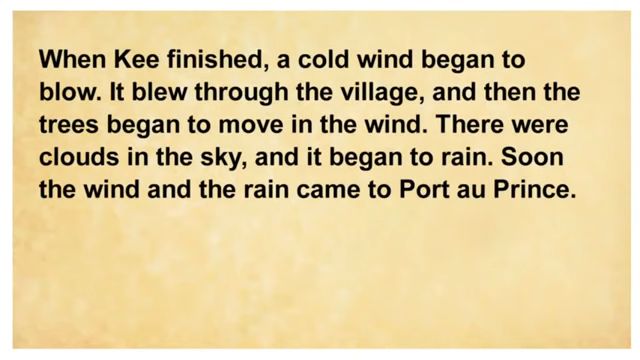 When Kee finished, a cold wind began to
blow. It blew through the village, and then the
trees began to move in the wind. There were
clouds in the sky, and it began to rain. Soon
the wind and the rain came to Port au Prince.